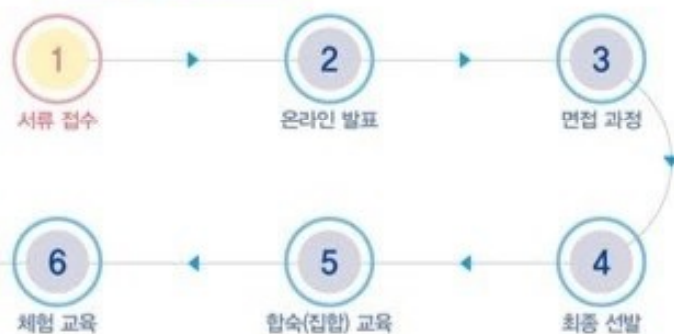 1
서류 접수
2
온라인 발표
3
면접 과정
4
최종 선발
5
합숙(집합) 교육
6
체험 교육